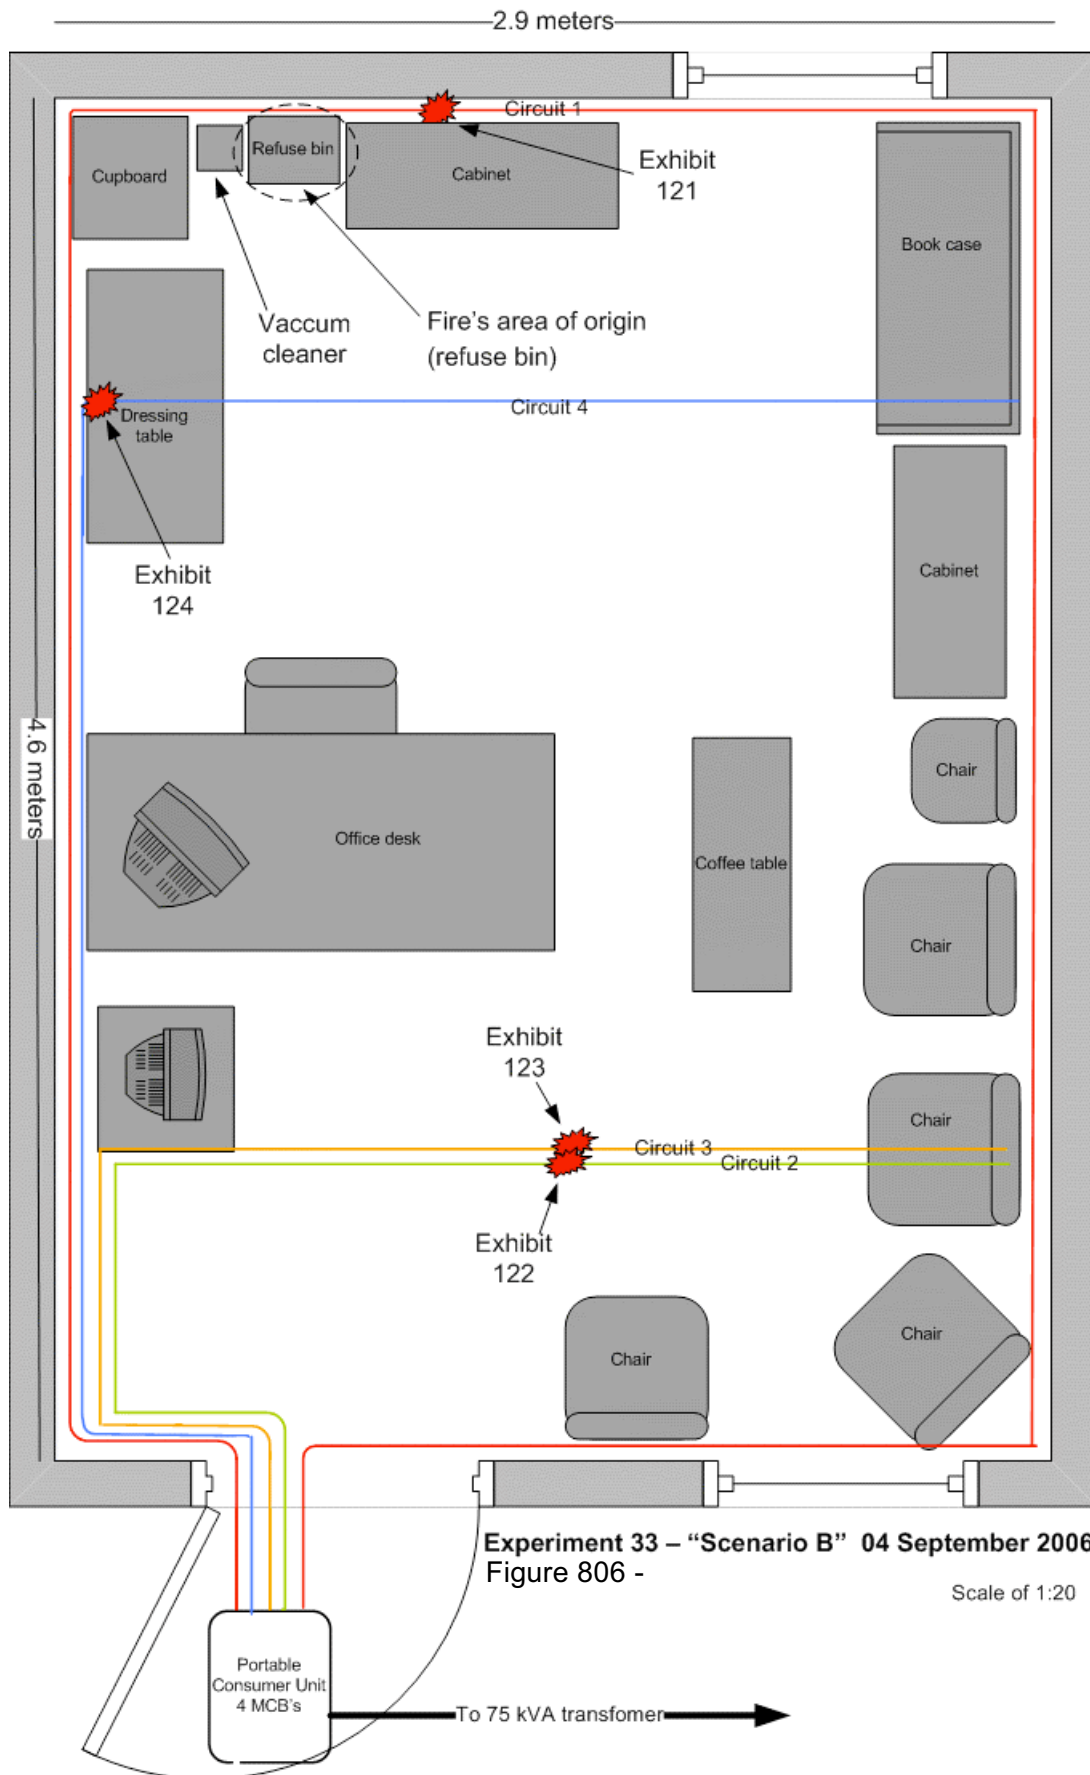 2.9 meters
Circuit 1
Refuse bin
Exhibit
121
Cupboard
Cabinet
Book case
Vaccum
cleaner
Fire's area of origin
(refuse bin)
Circuit 4
Dressing
table
Exhibit
124
Cabinet
4.6 meters
Chair
Office desk
Coffee table
Chair
Exhibit
123
Chair
Circuit 3
Circuit 2
Exhibit
122
Chair
Chair
Experiment 33 – “Scenario B” 04 September 2006
Figure 806 -
Scale of 1:20
Portable
Consumer Unit
4 MCB's
To 75 kVA transfomer